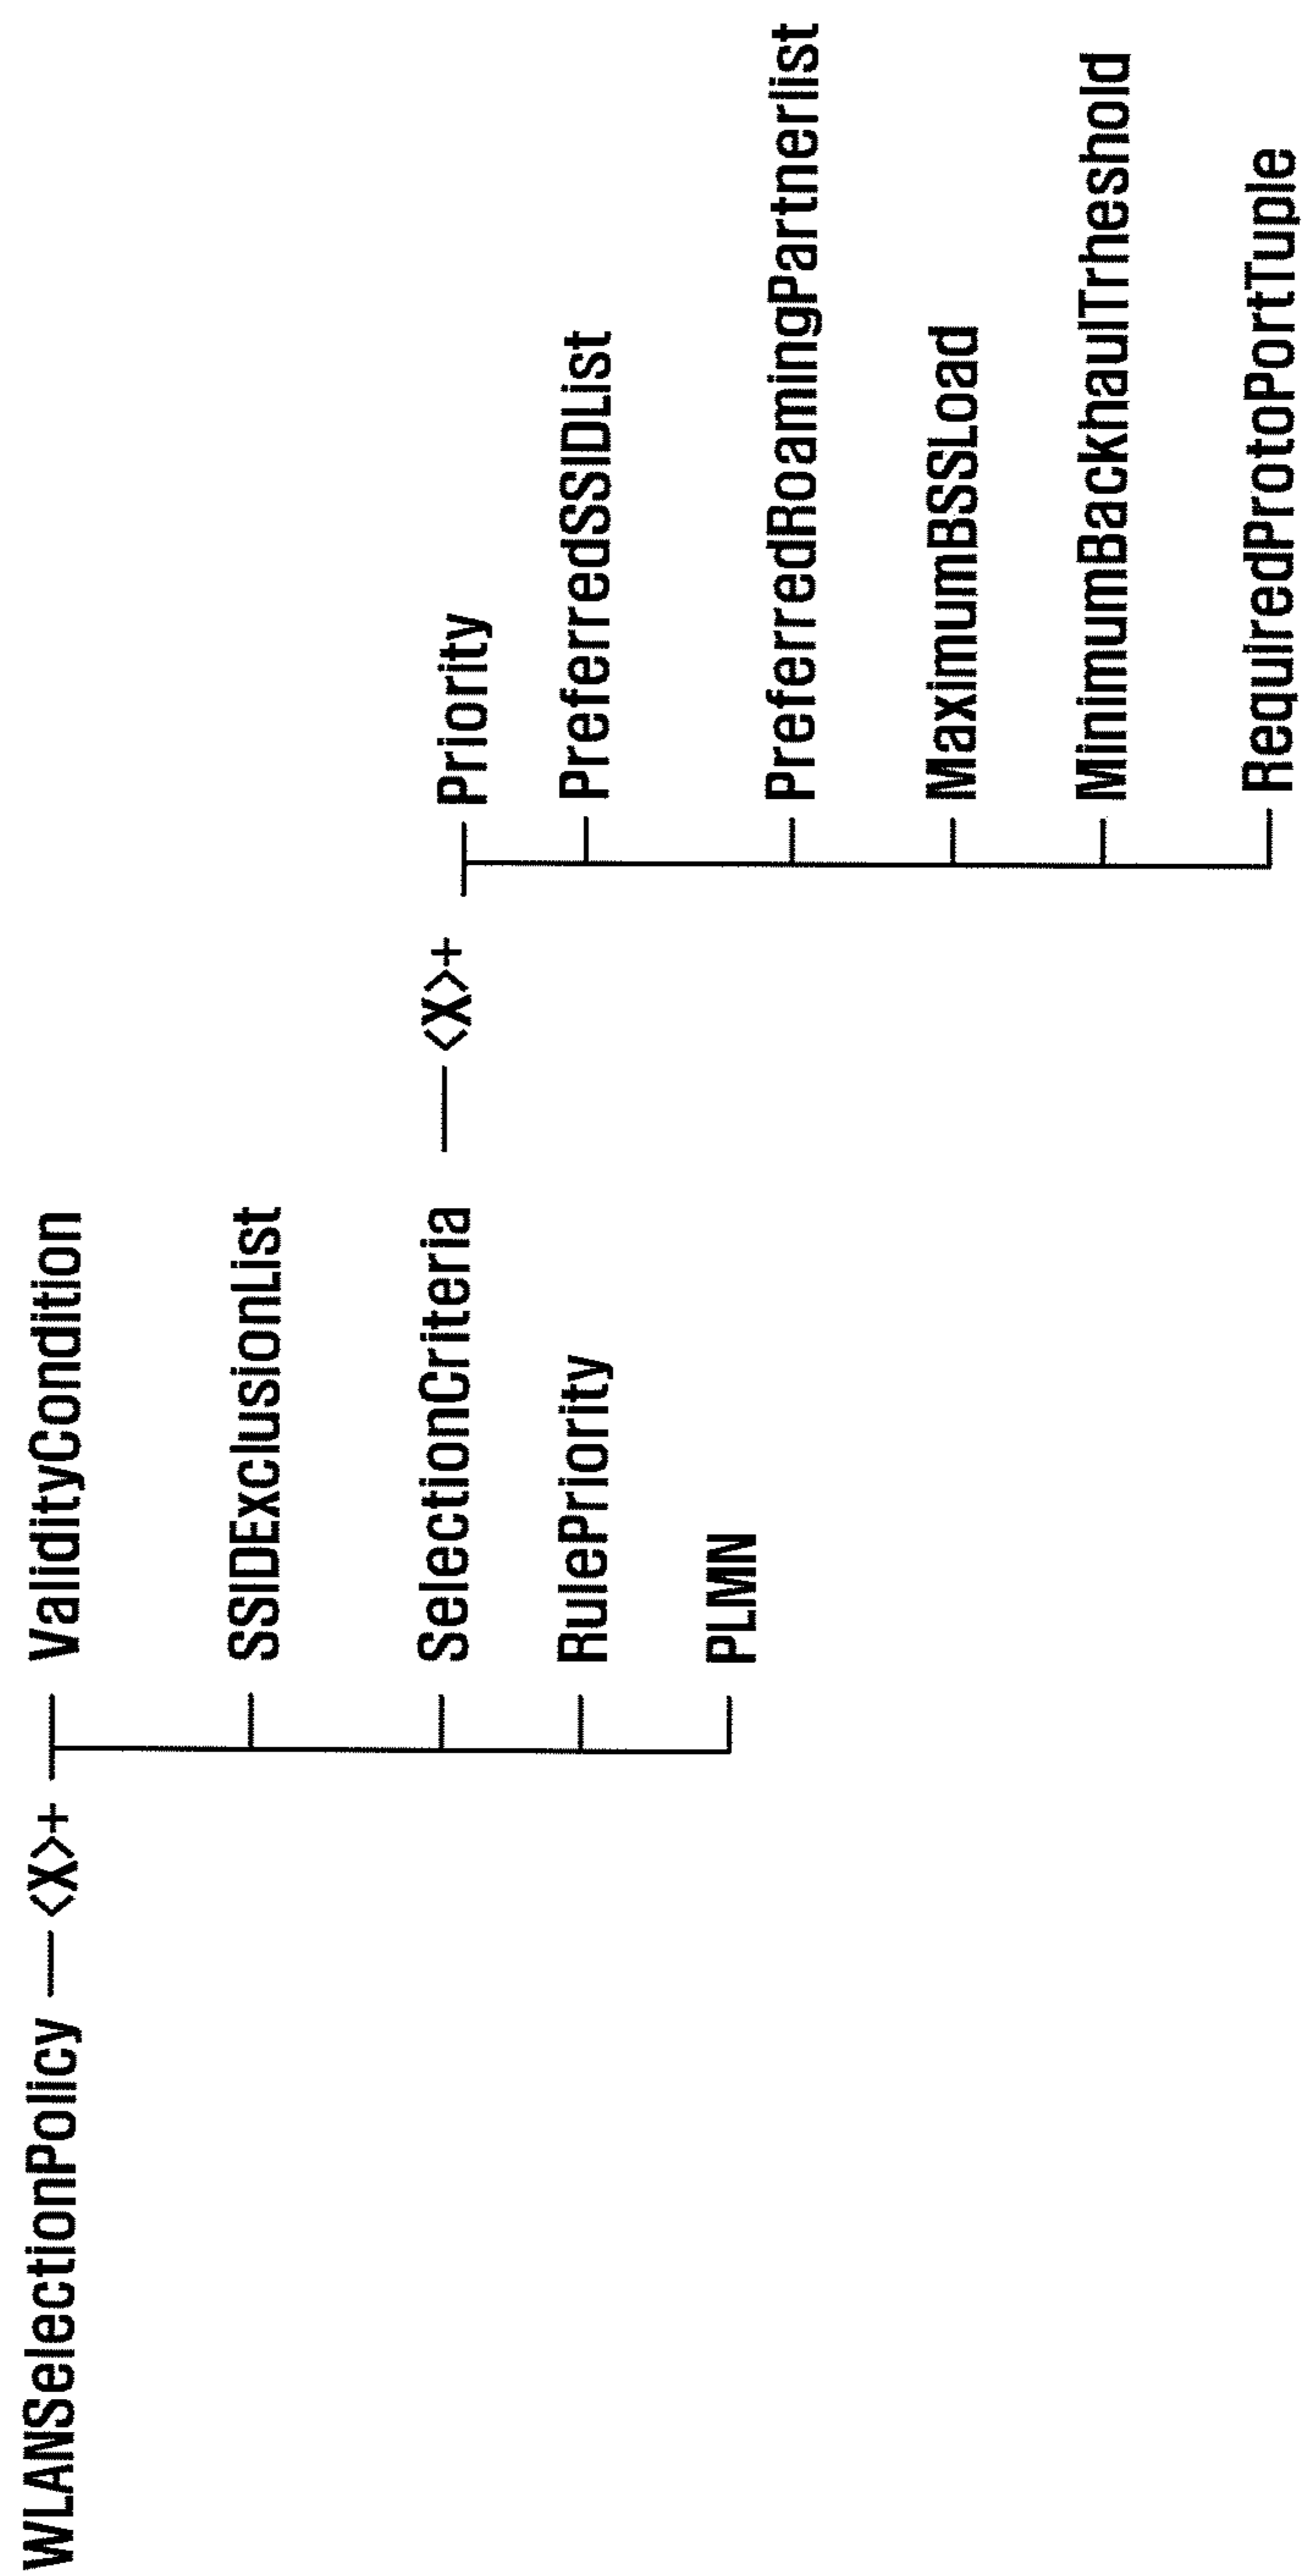 WLANSelectionPolicy <X>+ ValidityCondition
SSIDExclusionList
SelectionCriteria <X>+ Priority
RulePriority
PreferredSSIDList
PLMN
PreferredRoamingPartnerlist
MaximumBSSLoad
MinimumBackhaulTrheshold
RequiredProtoPortTuple